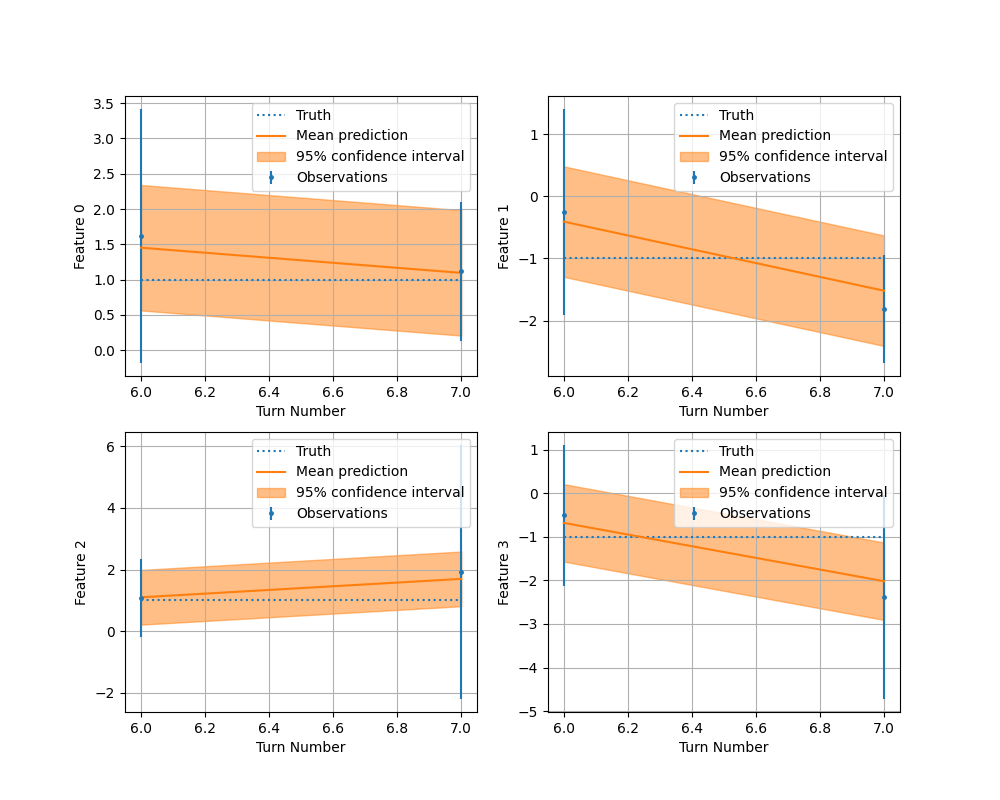 3.5
3.0
2.5
2.0
1.5
1.0
0.5
0.0
Feature 0
Truth
Mean prediction
95% confidence interval
Observations
6.0 6.2 6.4 6.6 6.8 7.0
Turn Number
1
0
−1
−2
Feature 1
Truth
Mean prediction
95% confidence interval
Observations
6.0 6.2 6.4 6.6 6.8 7.0
Turn Number
6
4
2
0
−2
Feature 2
Truth
Mean prediction
95% confidence interval
Observations
6.0 6.2 6.4 6.6 6.8 7.0
Turn Number
1
0
−1
−2
−3
−4
−5
Feature 3
Truth
Mean prediction
95% confidence interval
Observations
6.0 6.2 6.4 6.6 6.8 7.0
Turn Number